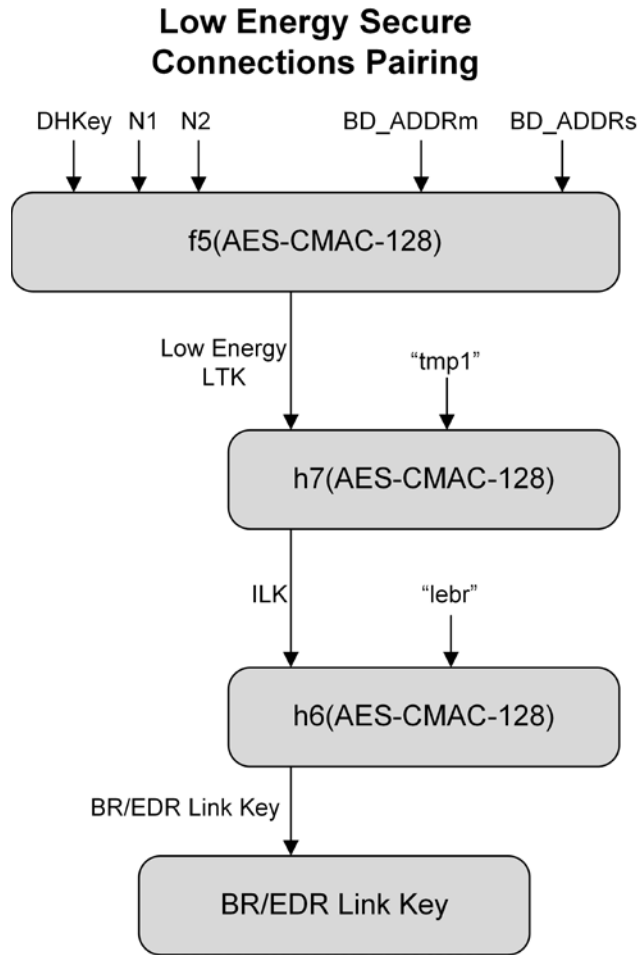 Low Energy Secure
Connections Pairing
DHKey N1 N2 BD_ADDRm BD_ADDRs
f5(AES-CMAC-128)
Low Energy
LTK
“tmp1”
h7(AES-CMAC-128)
ILK
“lebr”
h6(AES-CMAC-128)
BR/EDR Link Key
BR/EDR Link Key